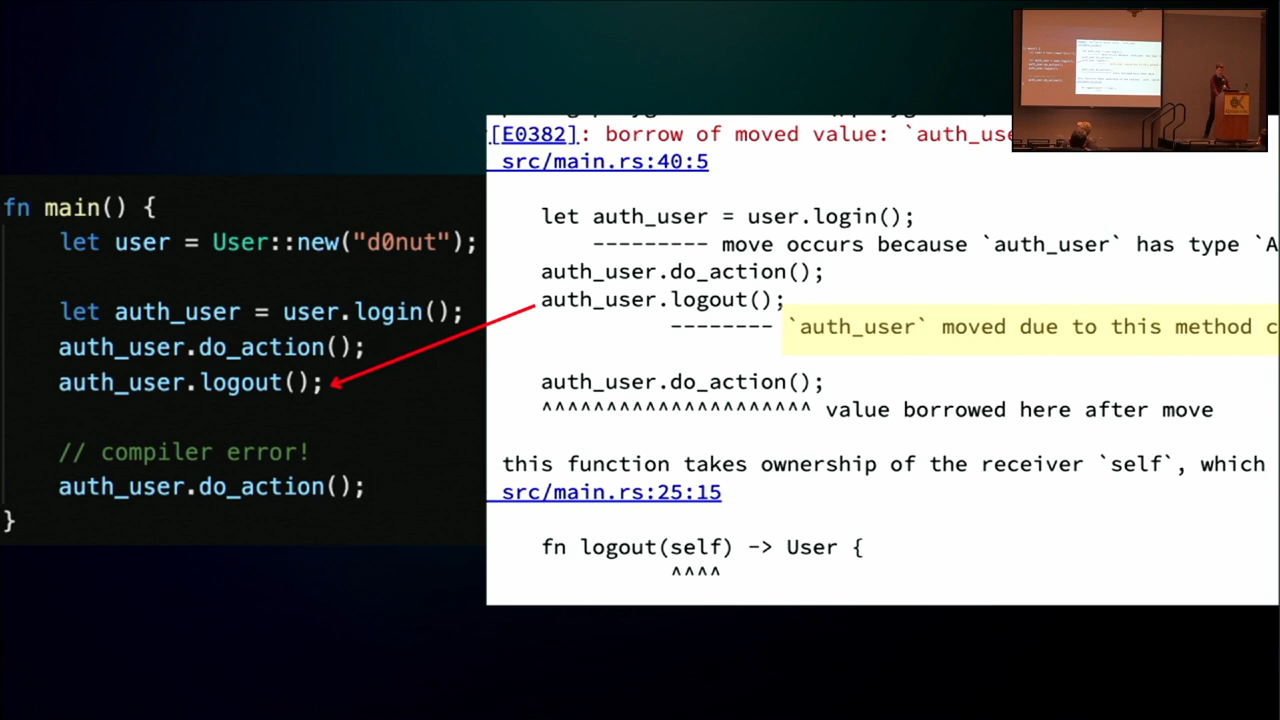 fn main() {
let user = User::new("d0nut");
let auth_user = user.login();
auth_user.do_action();
auth_user.logout();
// compiler error!
auth_user.do_action();
}
[E0382]: borrow of moved value: `auth_use
src/main.rs:40:5
let auth_user = user.login();
--------- move occurs because `auth_user` has type `A
auth_user.do_action();
auth_user.logout();
-------- `auth_user` moved due to this method c
auth_user.do_action();
^^^^^^^^^^^^^^^^^^^^^ value borrowed here after move
this function takes ownership of the receiver `self`, which
src/main.rs:25:15
fn logout(self) -> User {
^^^^